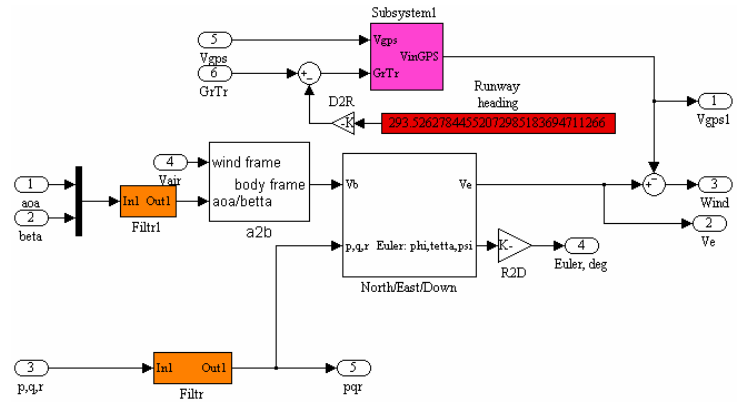 Subsystem1
5
Vgps
Vgps
VinGPS
6
GrTr
GrTr
+
−
D2R
-K-
Runway
heading
293.52627844552072985183694711266
1
Vgps1
4
Vair
wind frame
body frame
aoa/betta
a2b
1
aoa
2
beta
In1 Out1
Filtr1
Vb
Ve
p,q,r
Euler: phi,tetta,psi
North/East/Down
K-
R2D
4
Euler, deg
+
−
3
Wind
2
Ve
3
p,q,r
In1 Out1
Filtr
5
pqr